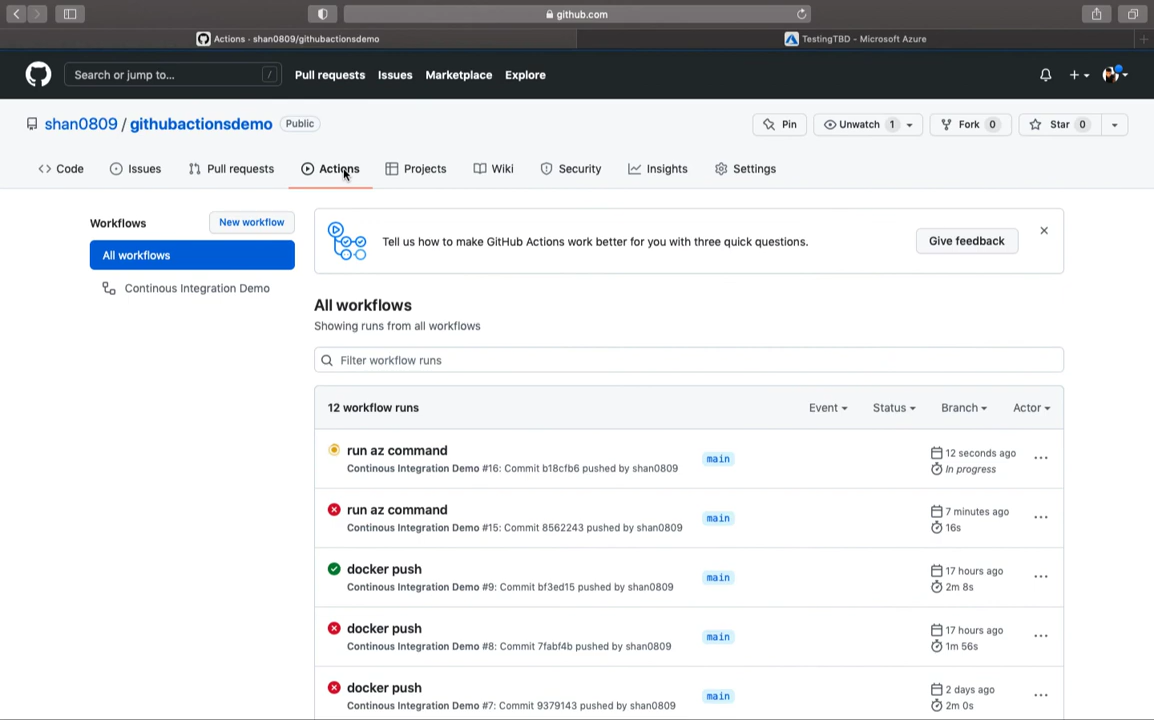 github.com
Actions - shan0809/githubactionsdemo
TestingTBD - Microsoft Azure
Search or jump to...
/
Pull requests
Issues
Marketplace
Explore
shan0809 / githubactionsdemo
Public
Pin
Unwatch 1
Fork 0
Star 0
Code
Issues
Pull requests
Actions
Projects
Wiki
Security
Insights
Settings
Workflows
New workflow
All workflows
Continous Integration Demo
Tell us how to make GitHub Actions work better for you with three quick questions.
Give feedback
All workflows
Showing runs from all workflows
Filter workflow runs
12 workflow runs
Event
Status
Branch
Actor
run az command
Continous Integration Demo #16: Commit b18cfb6 pushed by shan0809
main
12 seconds ago
In progress
run az command
Continous Integration Demo #15: Commit 8562243 pushed by shan0809
main
7 minutes ago
16s
docker push
Continous Integration Demo #9: Commit bf3ed15 pushed by shan0809
main
17 hours ago
2m 8s
docker push
Continous Integration Demo #8: Commit 7fabf4b pushed by shan0809
main
17 hours ago
1m 56s
docker push
Continous Integration Demo #7: Commit 9379143 pushed by shan0809
main
2 days ago
2m 0s